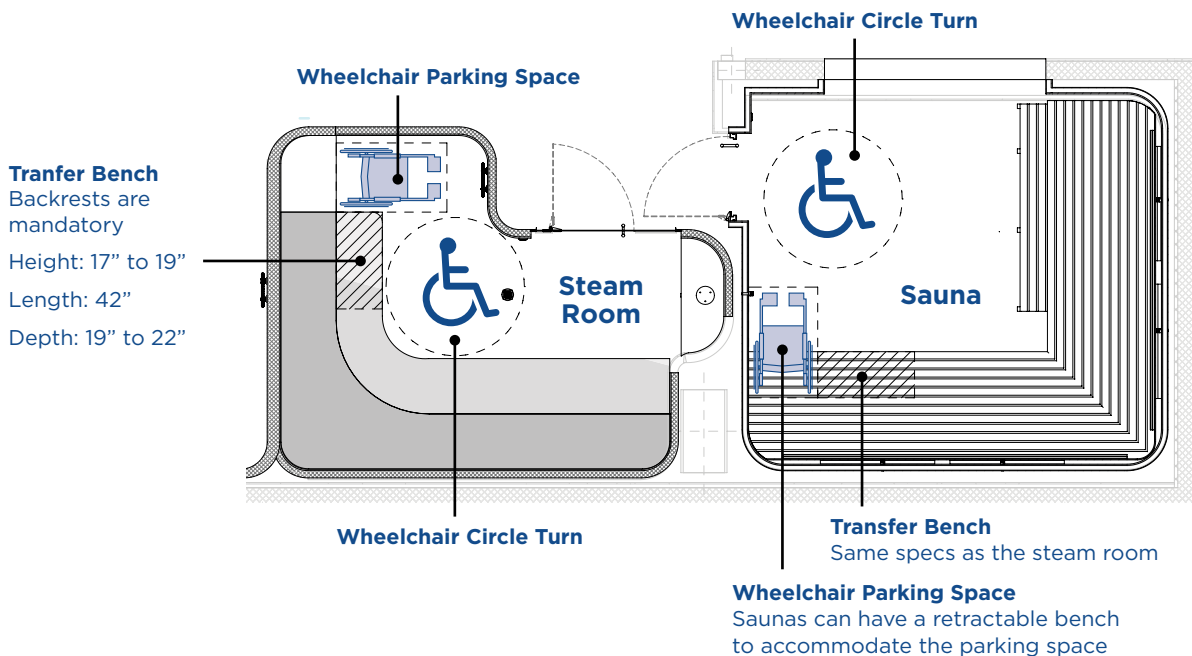 Wheelchair Circle Turn
Wheelchair Parking Space
Tranfer Bench
Backrests are
mandatory
Height: 17” to 19”
Length: 42”
Depth: 19” to 22”
Steam
Room
Sauna
Wheelchair Circle Turn
Transfer Bench
Same specs as the steam room
Wheelchair Parking Space
Saunas can have a retractable bench
to accommodate the parking space